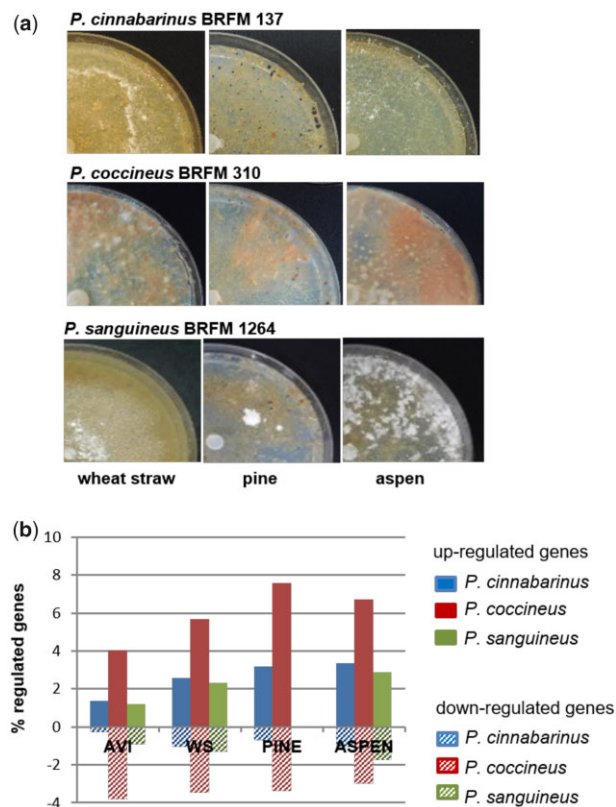 (a)
P. cinnabarinus BRFM 137
P. coccineus BRFM 310
P. sanguineus BRFM 1264
wheat straw pine aspen
(b)
10
8
6
4
2
0
-2
-4
% regulated genes
AVI WS PINE ASPEN
up-regulated genes
P. cinnabarinus
P. coccineus
P. sanguineus
down-regulated genes
P. cinnabarinus
P. coccineus
P. sanguineus